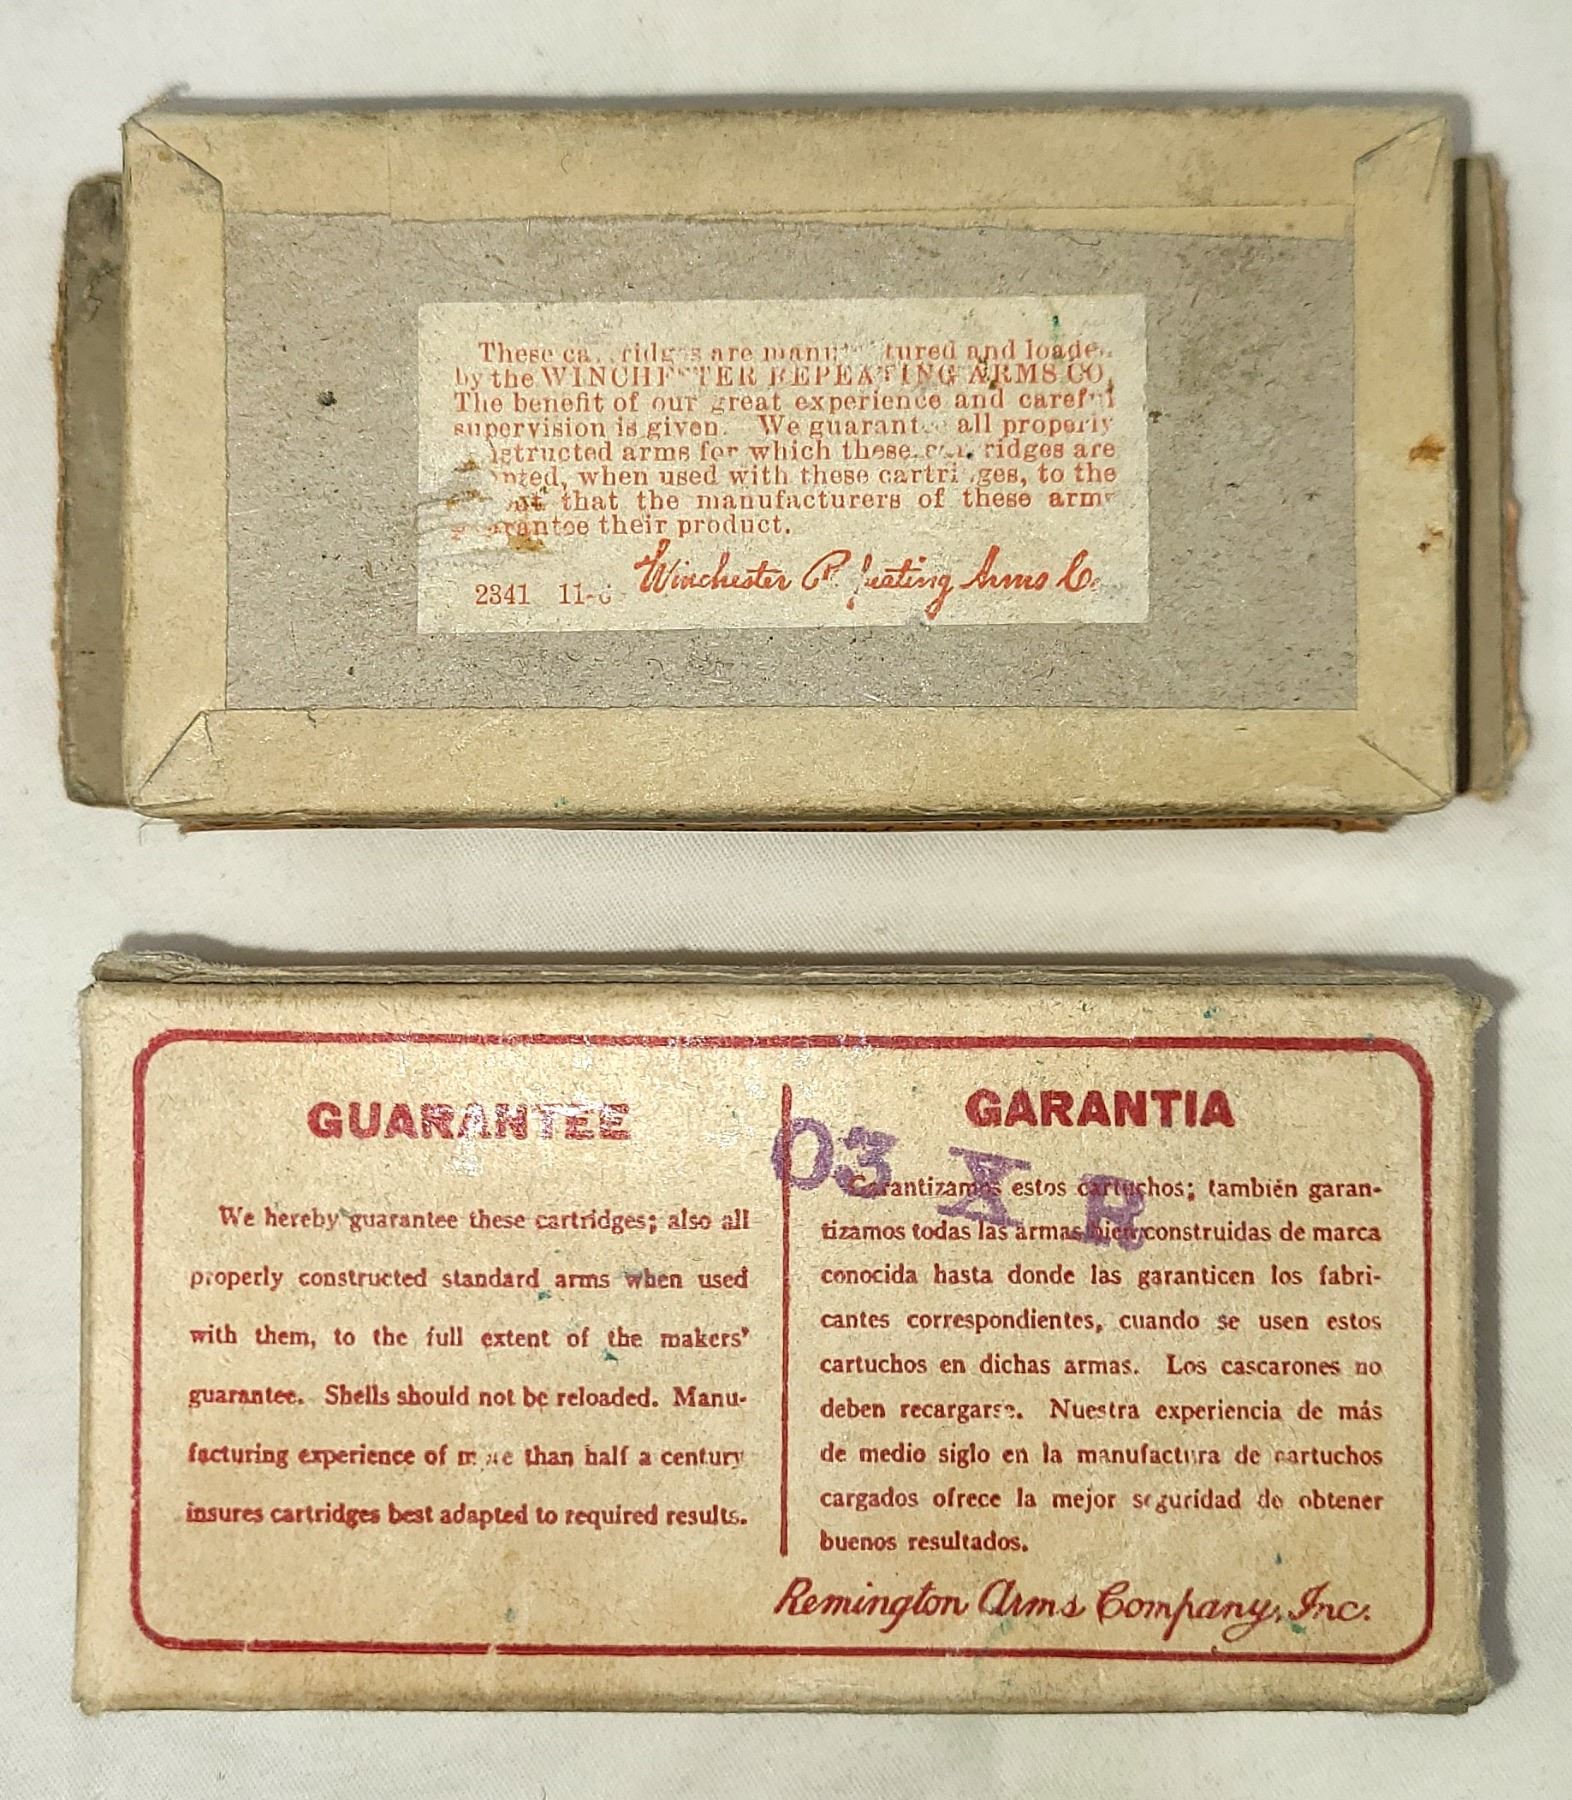 These are and
by the WINCHESTER REPEATING ARMS CO.
The benefit of our great experience and careful
supervision is given. We guarantee all properly
arms for which these are
when used with these cartridges, to the
that the manufacturers of these arms
their product.
2341 Winchester Repeating Arms Co.
GUARANTEE
We hereby guarantee these cartridges; also all
properly constructed standard arms when used
with them, to the full extent of the makers'
guarantee. Shells should not be reloaded. Manu-
facturing experience of more than half a century
insures cartridges best adapted to required results.
GARANTIA
03 X R
Garantizamos estos cartuchos; también garan-
tizamos todas las armas bien construidas de marca
conocida hasta donde las garanticen los fabri-
cantes correspondientes, cuando se usen estos
cartuchos en dichas armas. Los cascarones no
deben recargarse. Nuestra experiencia de más
de medio siglo en la manufactura de cartuchos
cargados ofrece la mejor seguridad de obtener
buenos resultados.
Remington Arms Company, Inc.